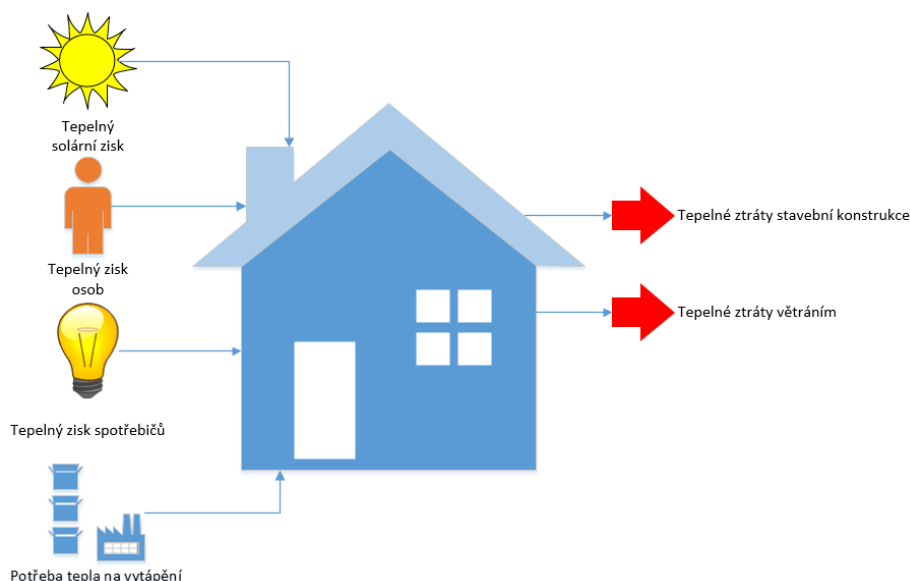 Tepelný
solární zisk
Tepelný zisk
osob
Tepelný zisk spotřebičů
Potřeba tepla na vytápění
Tepelné ztráty stavební konstrukce
Tepelné ztráty větráním